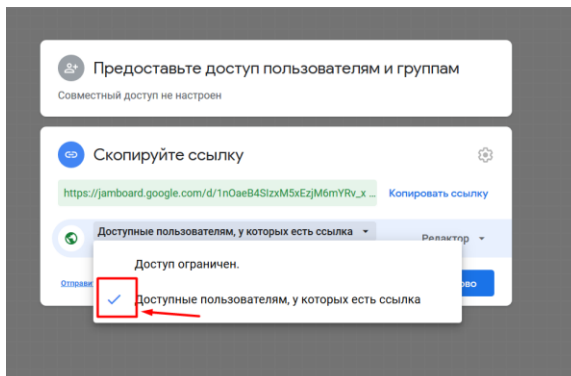 Предоставьте доступ пользователям и группам
Совместный доступ не настроен
Скопируйте ссылку
https://jamboard.google.com/d/1nOaeB4SIzxM5xEzjM6mYRv_x ... Копировать ссылку
Доступные пользователям, у которых есть ссылка
Редактор
Доступ ограничен.
Доступные пользователям, у которых есть ссылка